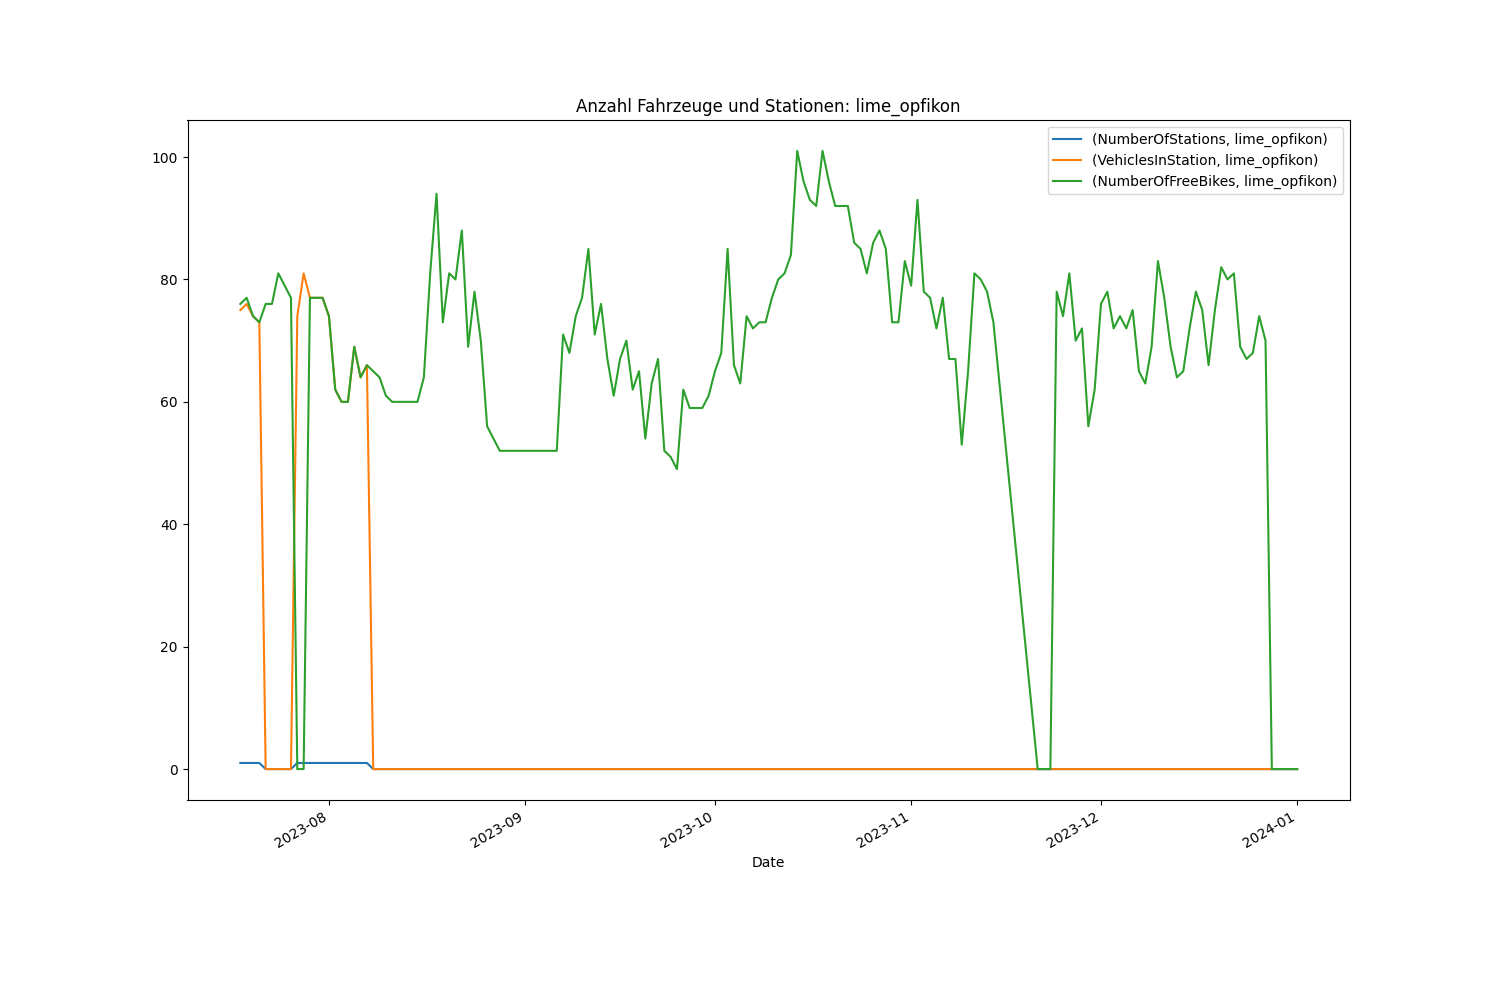 Anzahl Fahrzeuge und Stationen: lime_opfikon
(NumberOfStations, lime_opfikon)
(VehiclesInStation, lime_opfikon)
(NumberOfFreeBikes, lime_opfikon)
100
80
60
40
20
0
2023-08
2023-09
2023-10
2023-11
2023-12
2024-01
Date